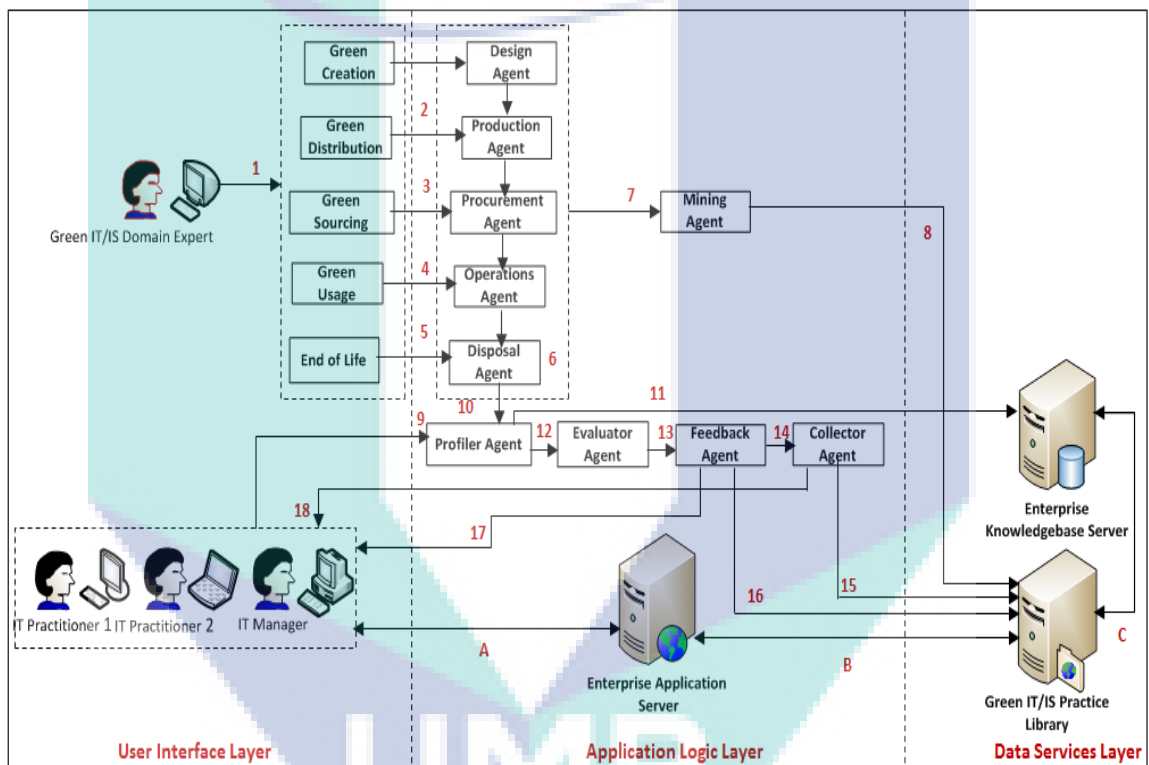 Green
Creation
Design
Agent
2
Green
Distribution
Production
Agent
1
Green IT/IS Domain Expert
3
Green
Sourcing
Procurement
Agent
7
Mining
Agent
8
4
Green
Usage
Operations
Agent
5
End of Life
Disposal
Agent
6
10
11
9
Profiler Agent
12
Evaluator
Agent
13
Feedback
Agent
14
Collector
Agent
Enterprise
Knowledgebase Server
18
17
16
15
IT Practitioner 1
IT Practitioner 2
IT Manager
A
B
C
Enterprise Application
Server
Green IT/IS Practice
Library
UMP
User Interface Layer
Application Logic Layer
Data Services Layer